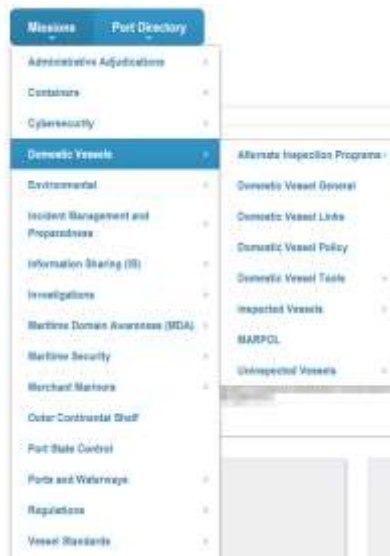 Missions
Port Directory
Administrative Adjudications
Containers
Cybersecurity
Domestic Vessels
Environmental
Incident Management and
Preparedness
Information Sharing (IS)
Investigations
Maritime Domain Awareness (MDA)
Maritime Security
Merchant Mariners
Outer Continental Shelf
Port State Control
Ports and Waterways
Regulations
Vessel Standards
Alternate Inspection Programs
Domestic Vessel General
Domestic Vessel Links
Domestic Vessel Policy
Domestic Vessel Tools
Inspected Vessels
MARPOL
Uninspected Vessels